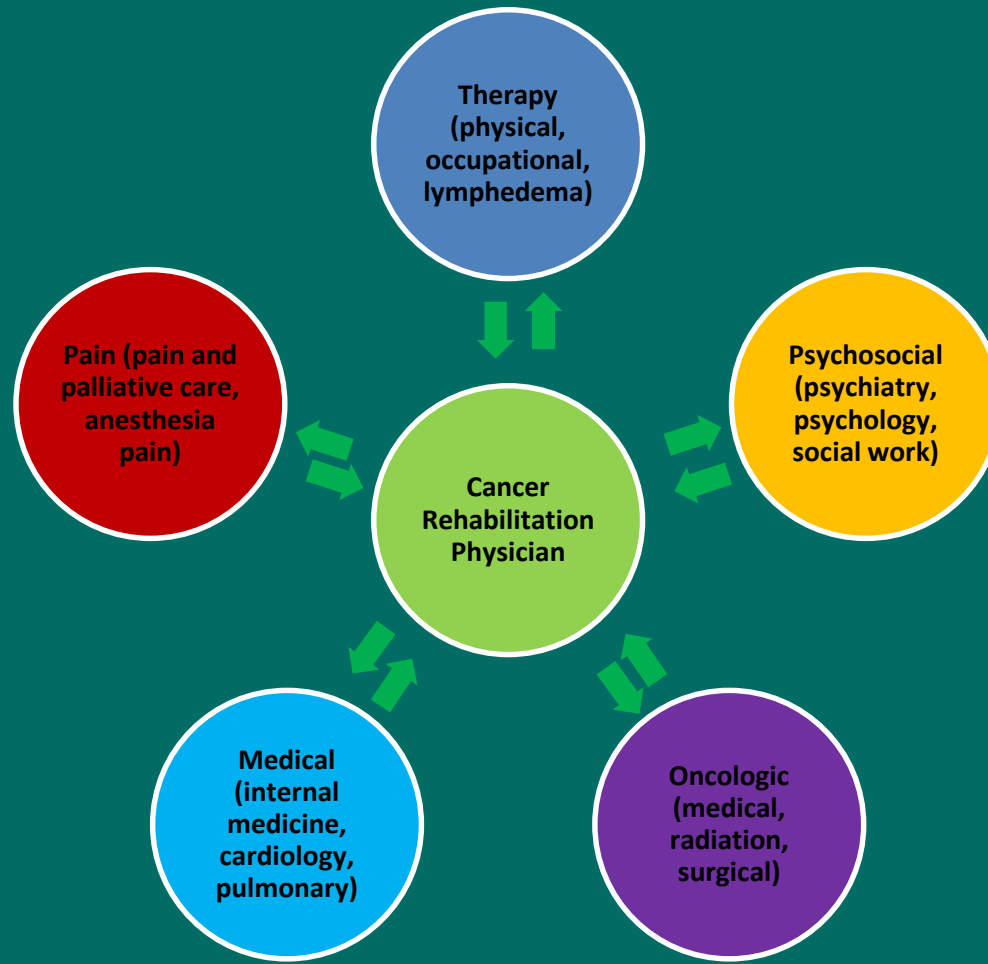 Therapy
(physical,
occupational,
lymphedema)
Pain (pain and
palliative care,
anesthesia
pain)
Psychosocial
(psychiatry,
psychology,
social work)
Cancer
Rehabilitation
Physician
Medical
(internal
medicine,
cardiology,
pulmonary)
Oncologic
(medical,
radiation,
surgical)